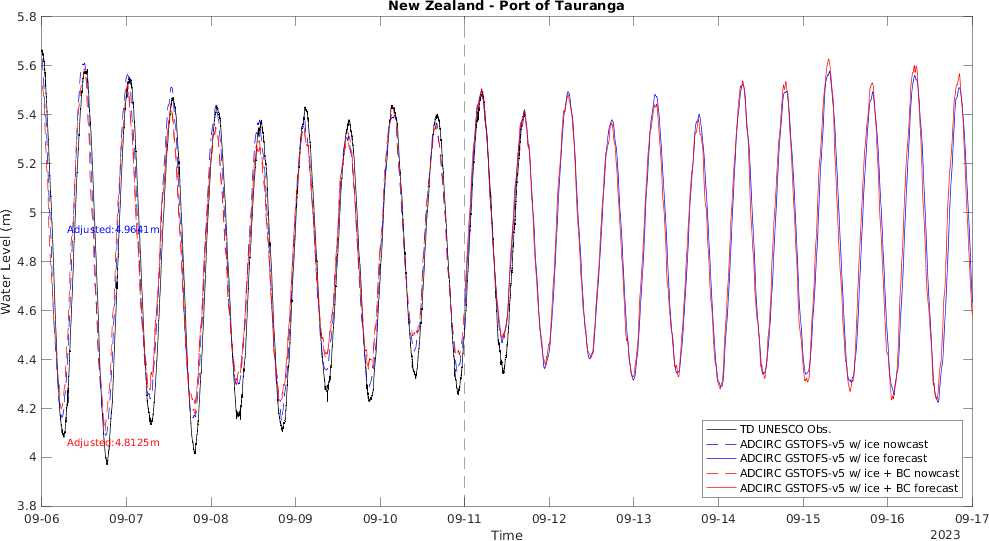 New Zealand - Port of Tauranga
5.8
5.6
5.4
5.2
5
4.8
4.6
4.4
4.2
4
3.8
Water Level (m)
Adjusted:4.9641m
Adjusted:4.8125m
TD UNESCO Obs.
ADCIRC GSTOFS-v5 w/ ice nowcast
ADCIRC GSTOFS-v5 w/ ice forecast
ADCIRC GSTOFS-v5 w/ ice + BC nowcast
ADCIRC GSTOFS-v5 w/ ice + BC forecast
09-06 09-07 09-08 09-09 09-10 09-11 09-12 09-13 09-14 09-15 09-16 09-17
Time
2023